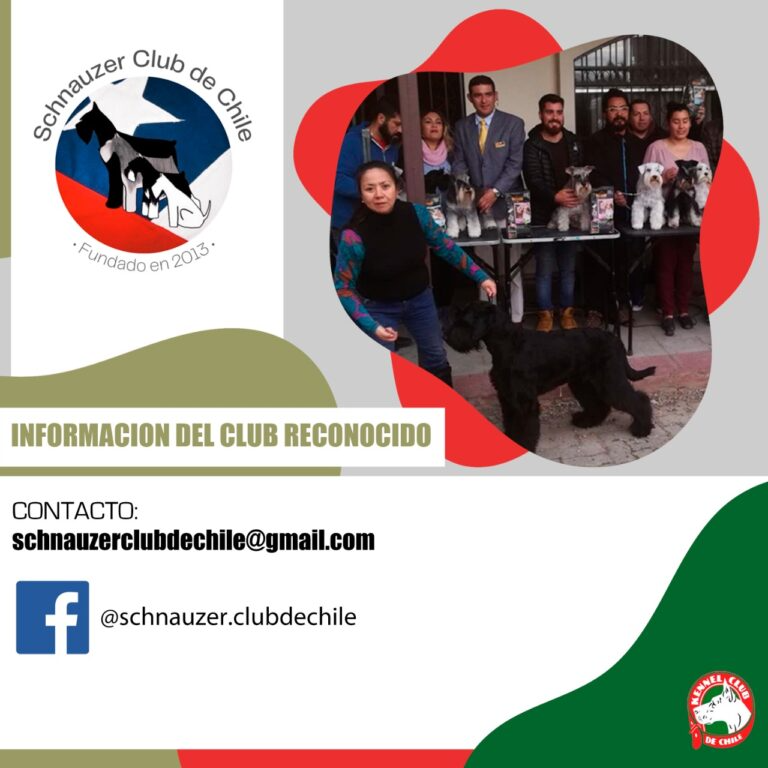 Schnauzer Club de Chile
· Fundado en 2013 ·
INFORMACION DEL CLUB RECONOCIDO
CONTACTO:
schnauzerclubdechile@gmail.com
f
@schnauzer.clubdechile
KENNEL CLUB
DE CHILE